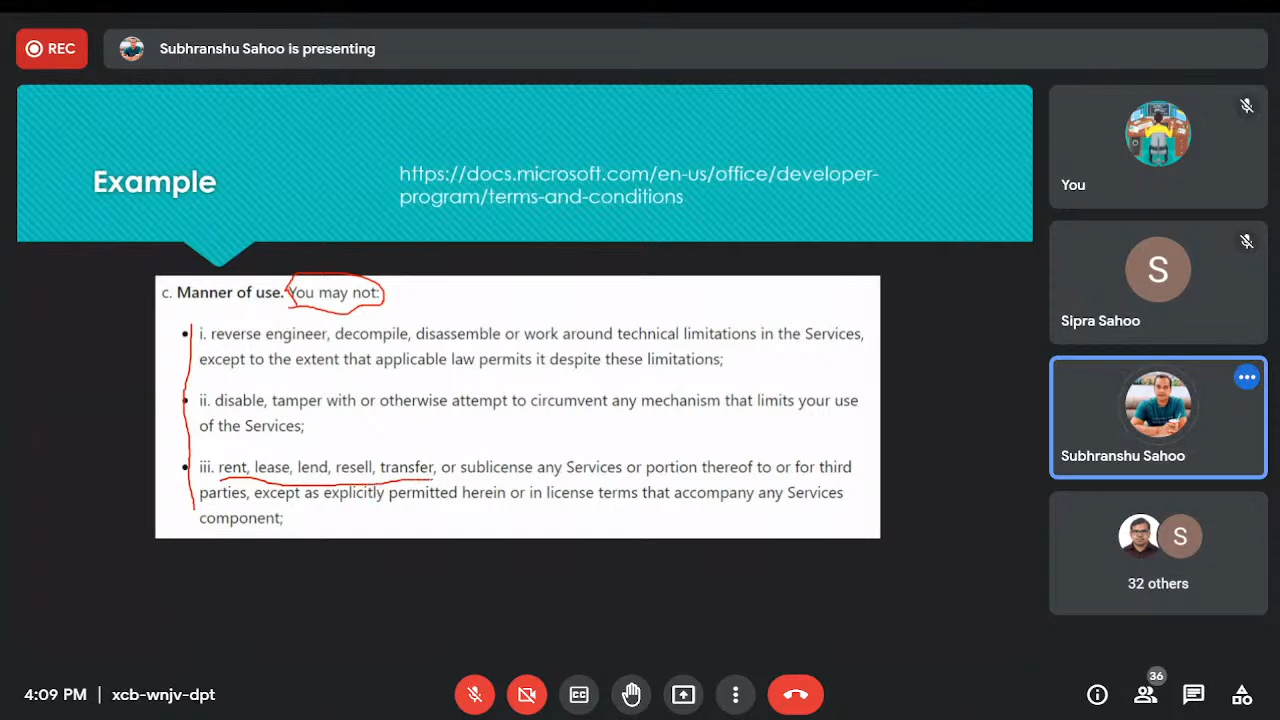 REC
Subhranshu Sahoo is presenting
Example
https://docs.microsoft.com/en-us/office/developer-
program/terms-and-conditions
c. Manner of use. You may not:
i. reverse engineer, decompile, disassemble or work around technical limitations in the Services,
except to the extent that applicable law permits it despite these limitations;
ii. disable, tamper with or otherwise attempt to circumvent any mechanism that limits your use
of the Services;
iii. rent, lease, lend, resell, transfer, or sublicense any Services or portion thereof to or for third
parties, except as explicitly permitted herein or in license terms that accompany any Services
component;
You
S
Sipra Sahoo
Subhranshu Sahoo
S
32 others
4:09 PM | xcb-wnjv-dpt
CC
36